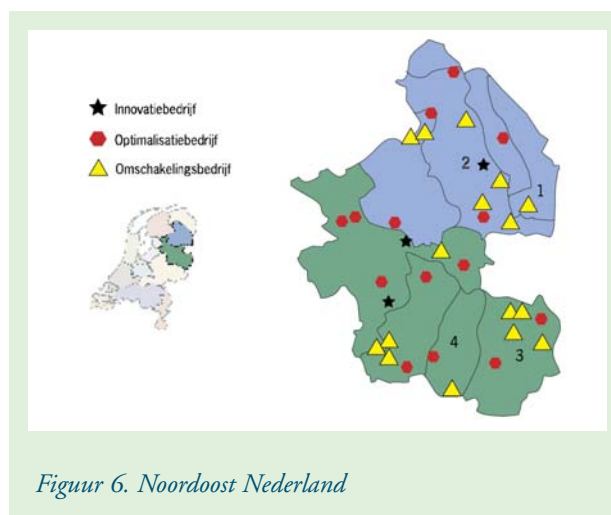 Innovatiebedrijf
Optimalisatiebedrijf
Omschakelingsbedrijf
2
1
4
3
Figuur 6. Noordoost Nederland